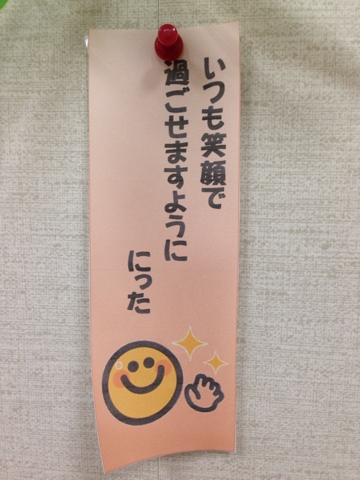 いつも笑顔で
過ごせますように
にった